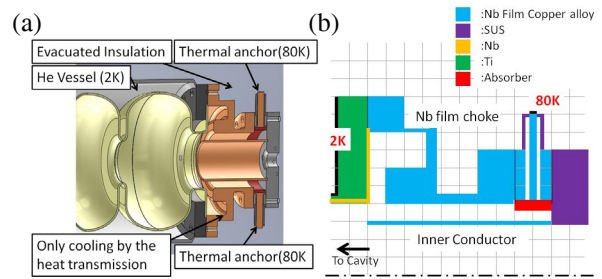 (a)
Evacuated Insulation
Thermal anchor(80K)
He Vessel (2K)
Only cooling by the
heat transmission
Thermal anchor(80K
(b)
:Nb Film Copper alloy
:SUS
:Nb
:Ti
:Absorber
80K
Nb film choke
2K
Inner Conductor
To Cavity